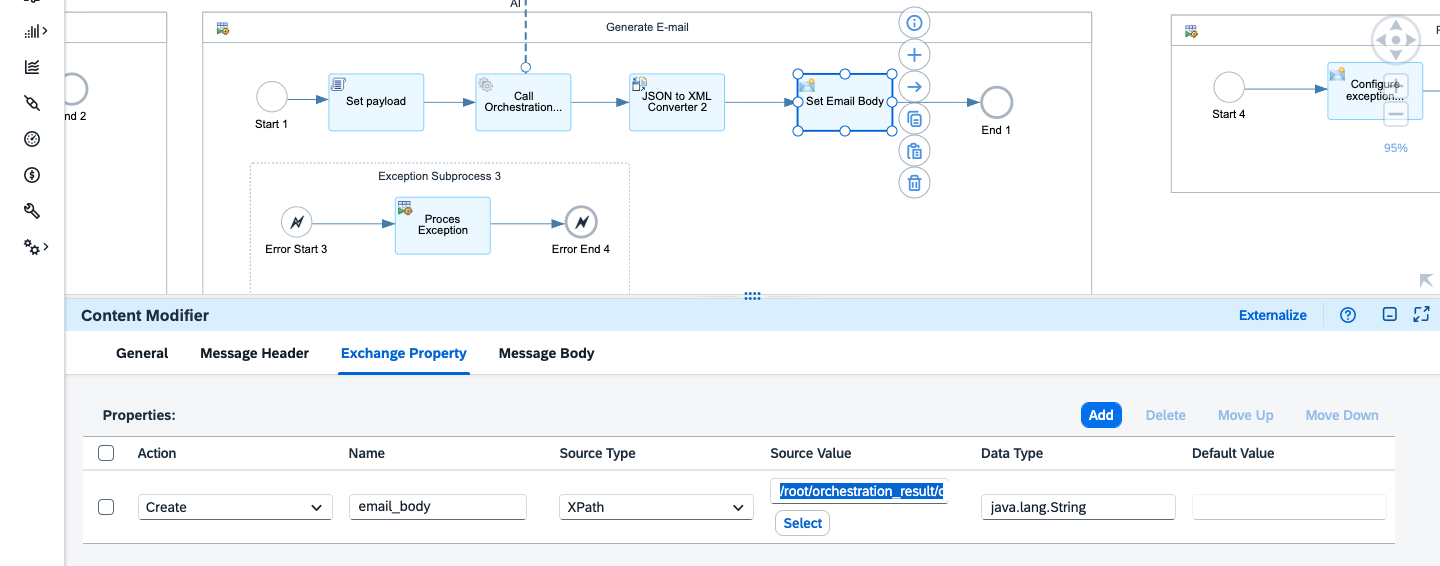 AI
Generate E-mail
nd 2
Start 1
Set payload
Call
Orchestration...
JSON to XML
Converter 2
Set Email Body
End 1
Start 4
Configure
exception...
95%
Exception Subprocess 3
Error Start 3
Proces
Exception
Error End 4
Content Modifier
Externalize
General
Message Header
Exchange Property
Message Body
Properties:
Add
Delete
Move Up
Move Down
Action
Name
Source Type
Source Value
Data Type
Default Value
Create
email_body
XPath
/root/orchestration_result/c
Select
java.lang.String